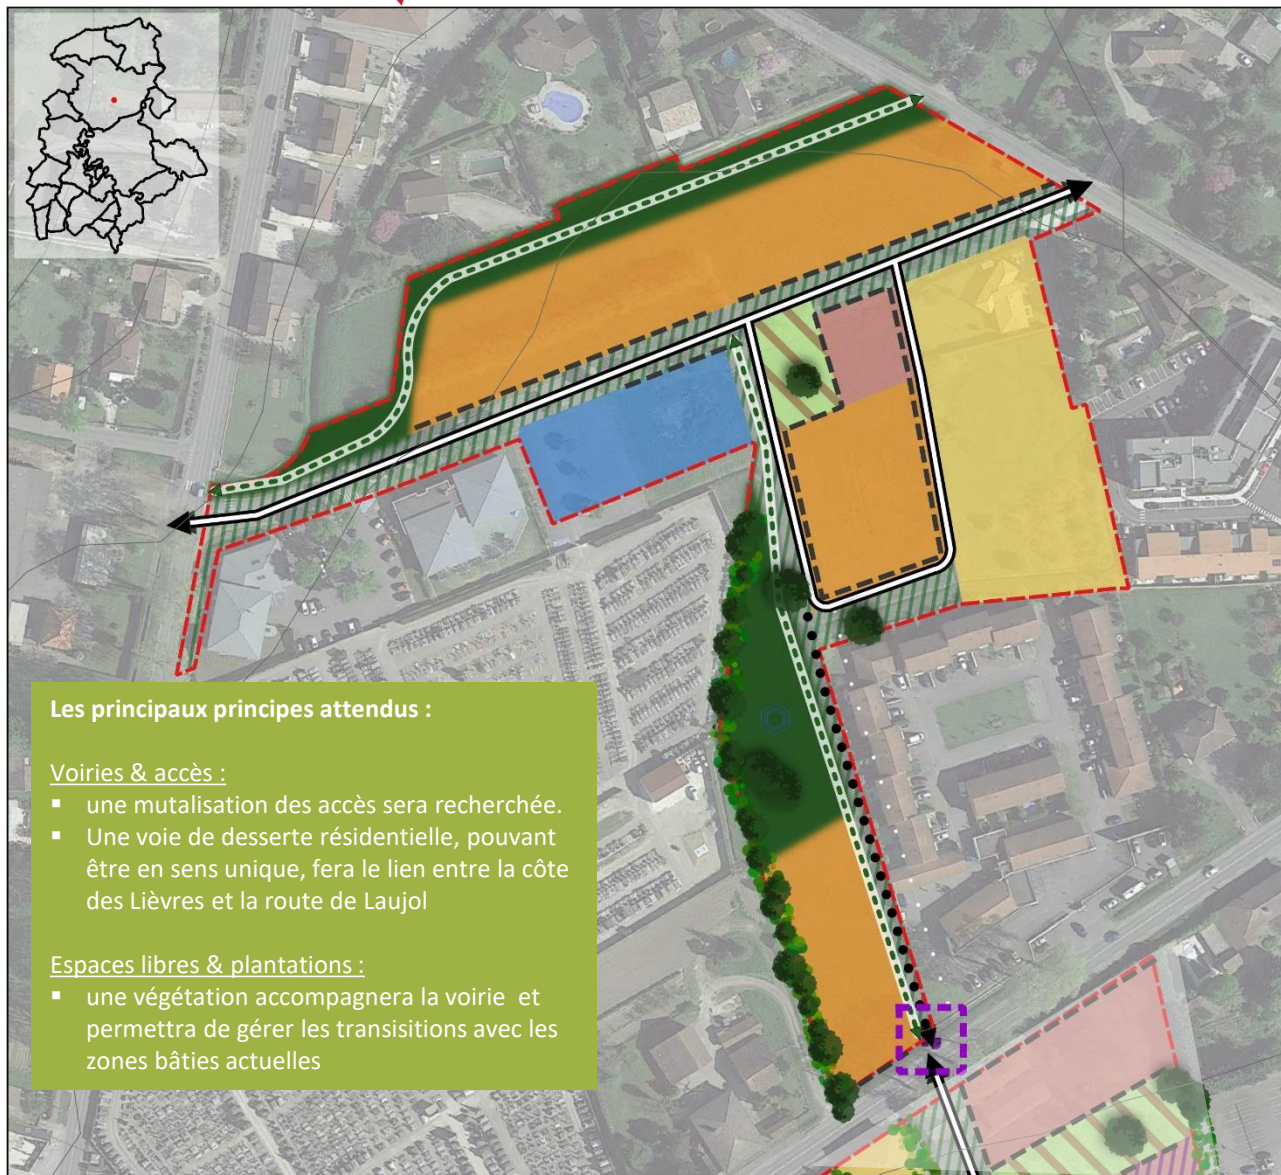 Les principaux principes attendus :
Voiries & accès :
▪ une mutalisation des accès sera recherchée.
▪ Une voie de desserte résidentielle, pouvant
être en sens unique, fera le lien entre la côte
des Lièvres et la route de Laujol
Espaces libres & plantations :
▪ une végétation accompagnera la voirie et
permettra de gérer les transisitions avec les
zones bâties actuelles